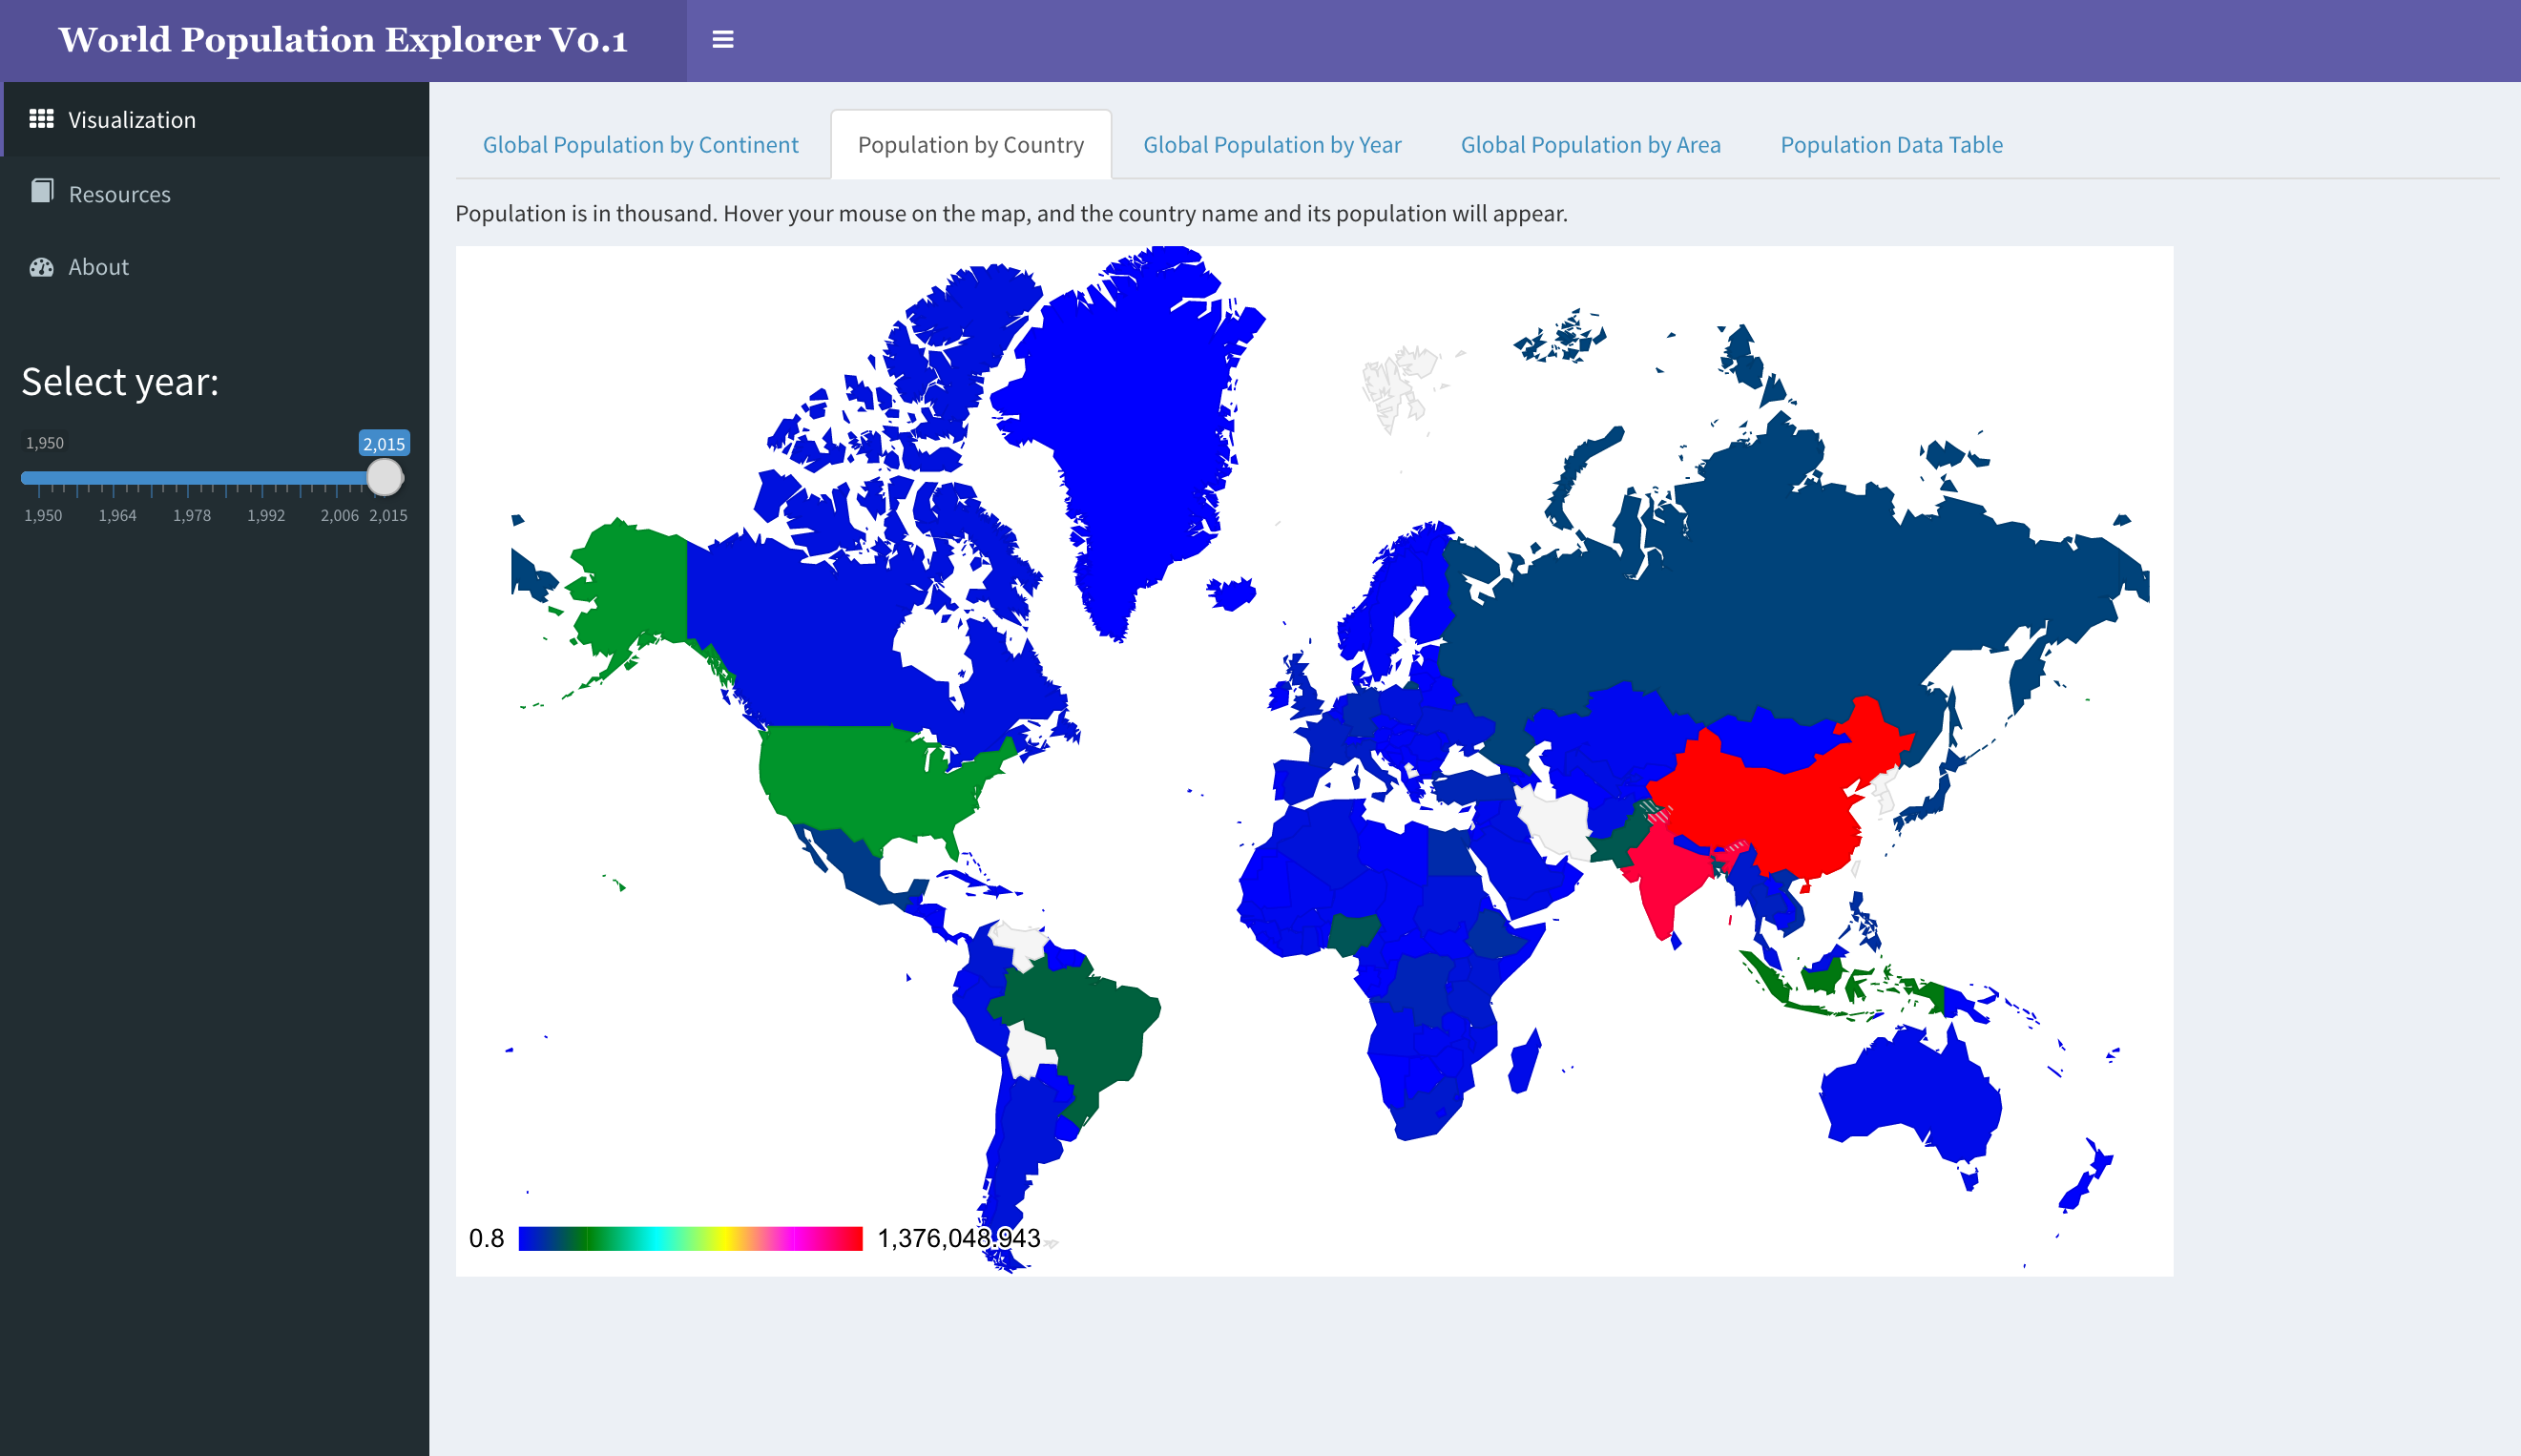 World Population Explorer V0.1
Visualization
Resources
About
Select year:
1,950
2,015
1,950 1,964 1,978 1,992 2,006 2,015
Global Population by Continent
Population by Country
Global Population by Year
Global Population by Area
Population Data Table
Population is in thousand. Hover your mouse on the map, and the country name and its population will appear.
0.8
1,376,048.943